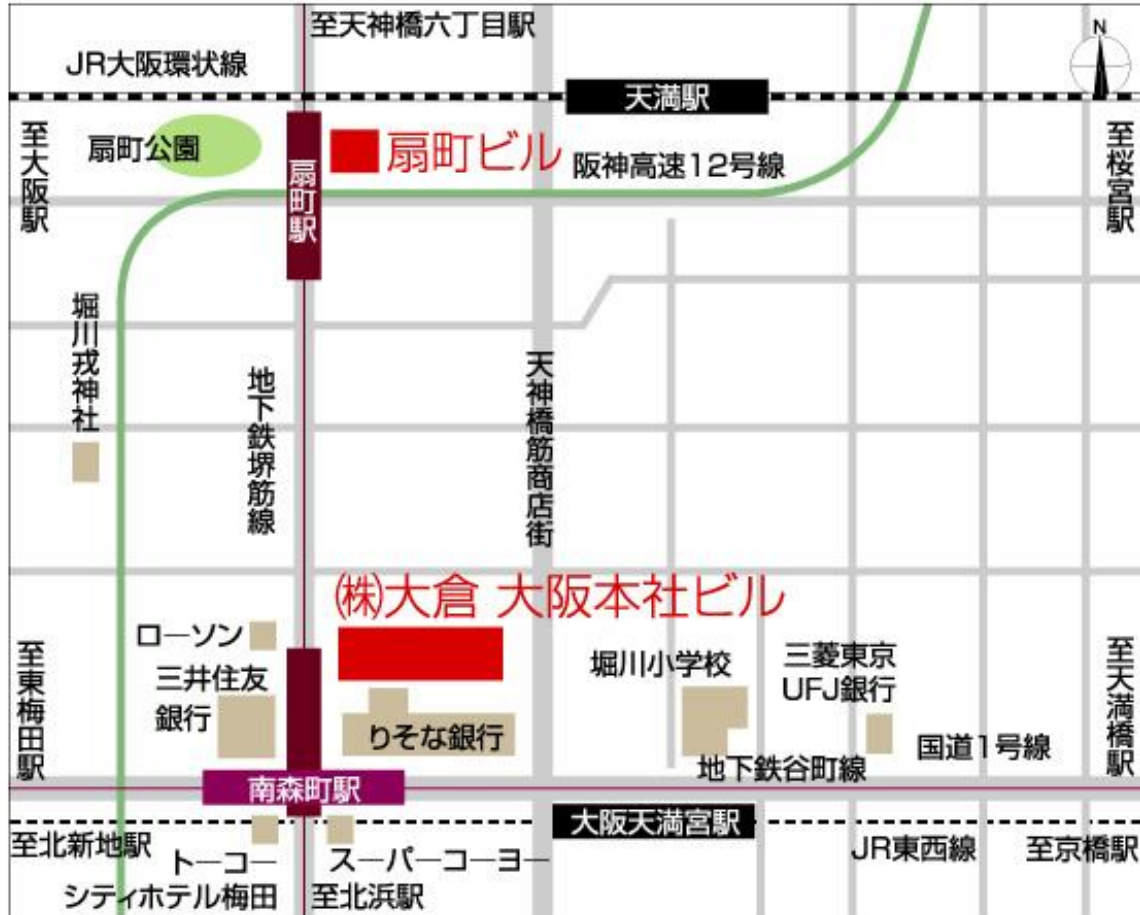 至天神橋六丁目駅
N
JR大阪環状線
天満駅
至大阪駅
扇町公園
扇町駅
扇町ビル
阪神高速12号線
至桜宮駅
堀川戎神社
地下鉄堺筋線
天神橋筋商店街
㈱大倉 大阪本社ビル
ローソン
至東梅田駅
三井住友
銀行
りそな銀行
堀川小学校
三菱東京
UFJ銀行
至天満橋駅
国道1号線
地下鉄谷町線
南森町駅
大阪天満宮駅
至北新地駅
トーコー
シティホテル梅田
スーパーコーヨー
至北浜駅
JR東西線
至京橋駅